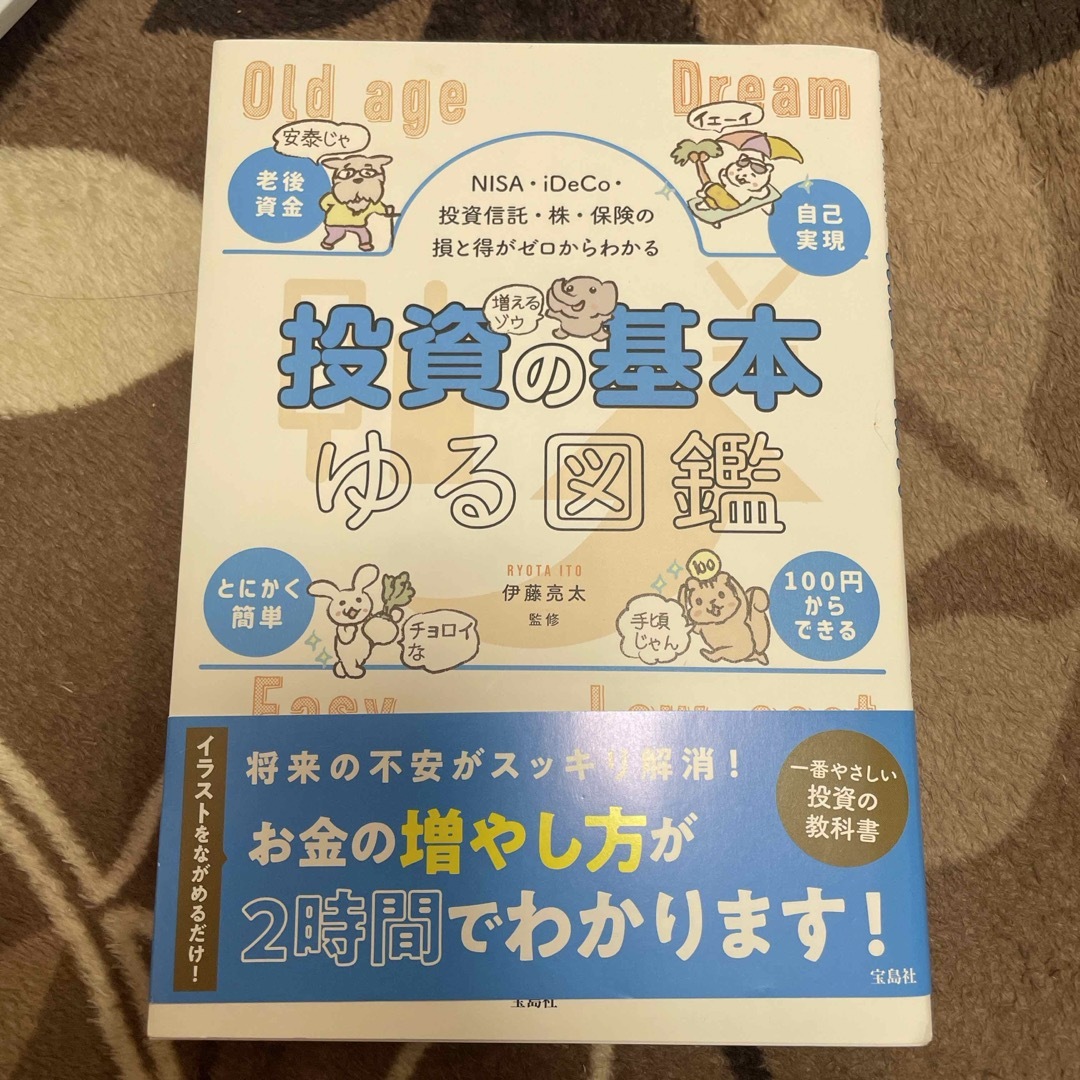 Old age
Dream
安泰じゃ
イェーイ
老後
資金
自己
実現
NISA・iDeCo・
投資信託・株・保険の
損と得がゼロからわかる
増える
ゾウ
投資の基本
ゆる図鑑
RYOTA ITO
伊藤亮太
監修
とにかく
簡単
チョロイ
な
100
手頃
じゃん
100円
から
できる
Easy
Low cost
イラストをながめるだけ！
将来の不安がスッキリ解消！
一番やさしい
投資の
教科書
お金の増やし方が
2時間でわかります！
宝島社
宝島社